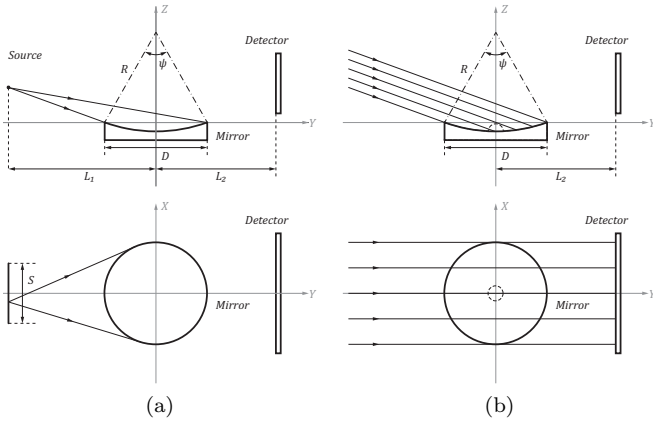 Z
Source
Detector
R
ψ
Y
Mirror
D
L₁
L₂
X
Detector
S
Y
Mirror
(a)
Z
Detector
R
ψ
Y
Mirror
D
L₂
X
Detector
Y
Mirror
(b)